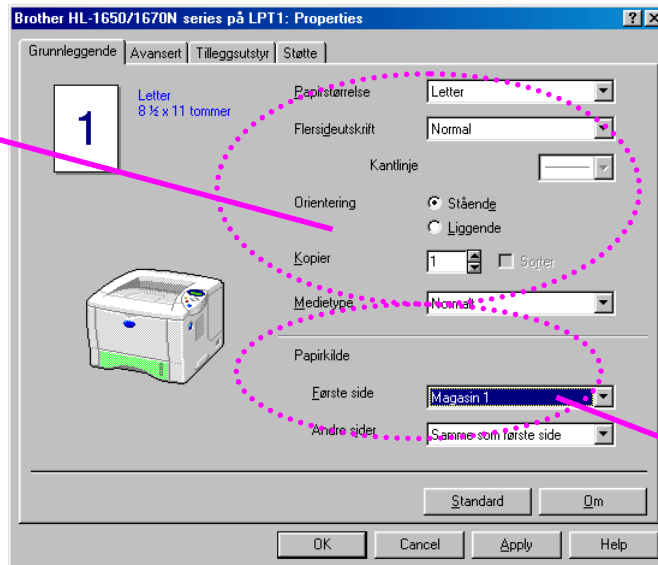 Brother HL-1650/1670N series på LPT1: Properties
Grunnleggende Avansert Tilleggsutstyr Støtte
1
Letter
8 ½ x 11 tommer
Papirstørrelse Letter
Flersideutskrift Normal
Kantlinje
Orientering Stående
Liggende
Kopier 1 Sorter
Medietype Normalt
Papirkilde
Første side Magasin 1
Andre sider Samme som første side
Standard Om
OK Cancel Apply Help